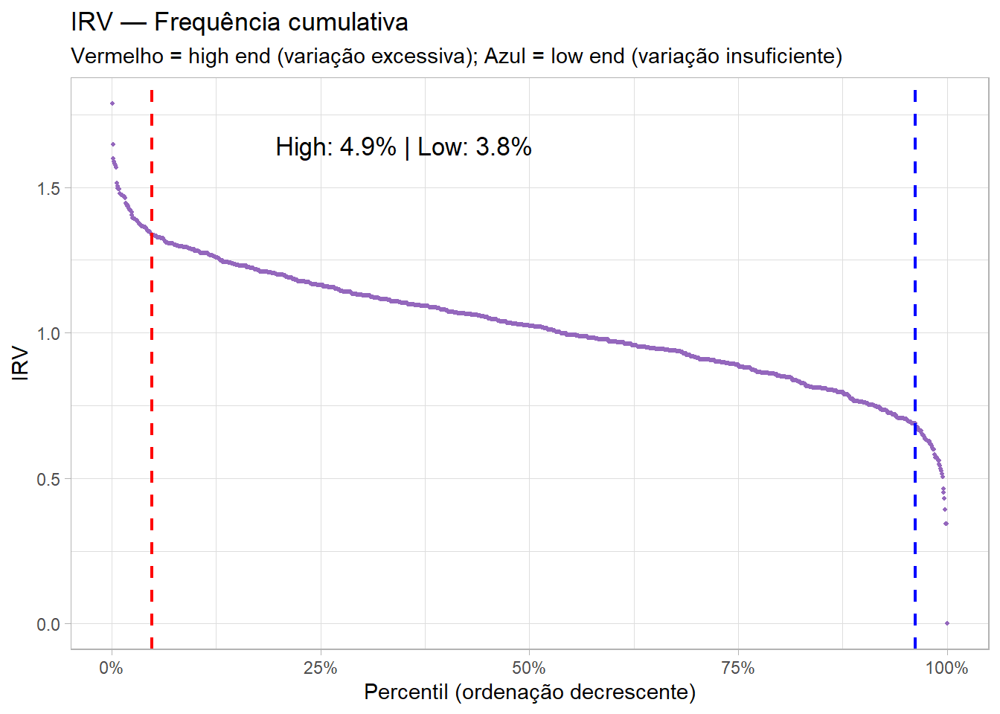 IRV — Frequência cumulativa
Vermelho = high end (variação excessiva); Azul = low end (variação insuficiente)
High: 4.9% | Low: 3.8%
1.5
1.0
0.5
0.0
IRV
0% 25% 50% 75% 100%
Percentil (ordenação decrescente)